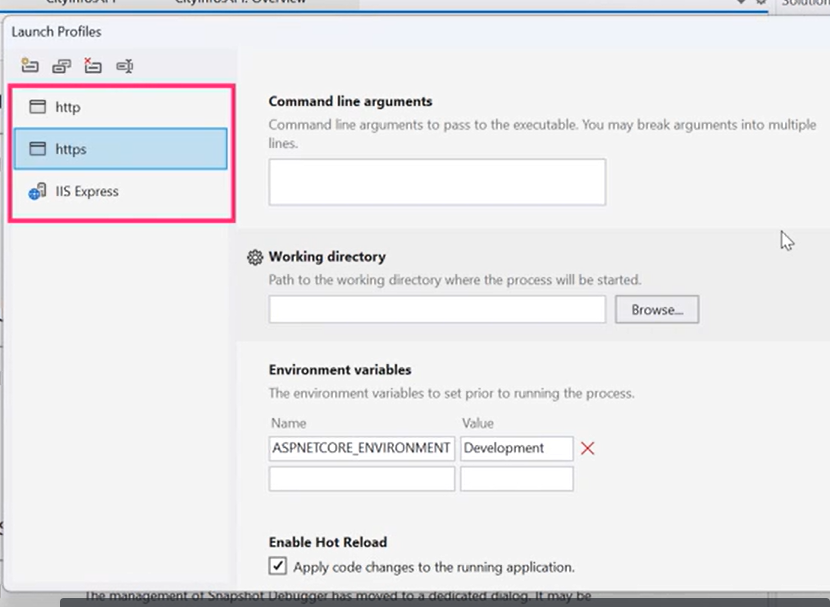 CityInfoAPI
CityInfoAPI: Overview
Solution
Launch Profiles
http
https
IIS Express
Command line arguments
Command line arguments to pass to the executable. You may break arguments into multiple
lines.
Working directory
Path to the working directory where the process will be started.
Browse...
Environment variables
The environment variables to set prior to running the process.
Name Value
ASPNETCORE_ENVIRONMENT Development
Enable Hot Reload
Apply code changes to the running application.
The management of Snapshot Debugger has moved to a dedicated dialog. It may be